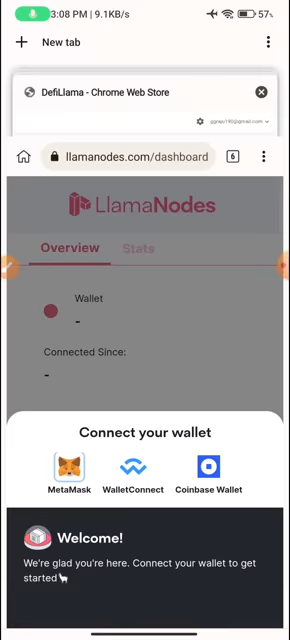 3:08 PM | 9.1KB/s
57%
New tab
DefiLlama - Chrome Web Store
llamanodes.com/dashboard
6
LlamaNodes
Overview
Stats
Wallet
-
Connected Since:
-
Connect your wallet
MetaMask
WalletConnect
Coinbase Wallet
Welcome!
We're glad you're here. Connect your wallet to get
started